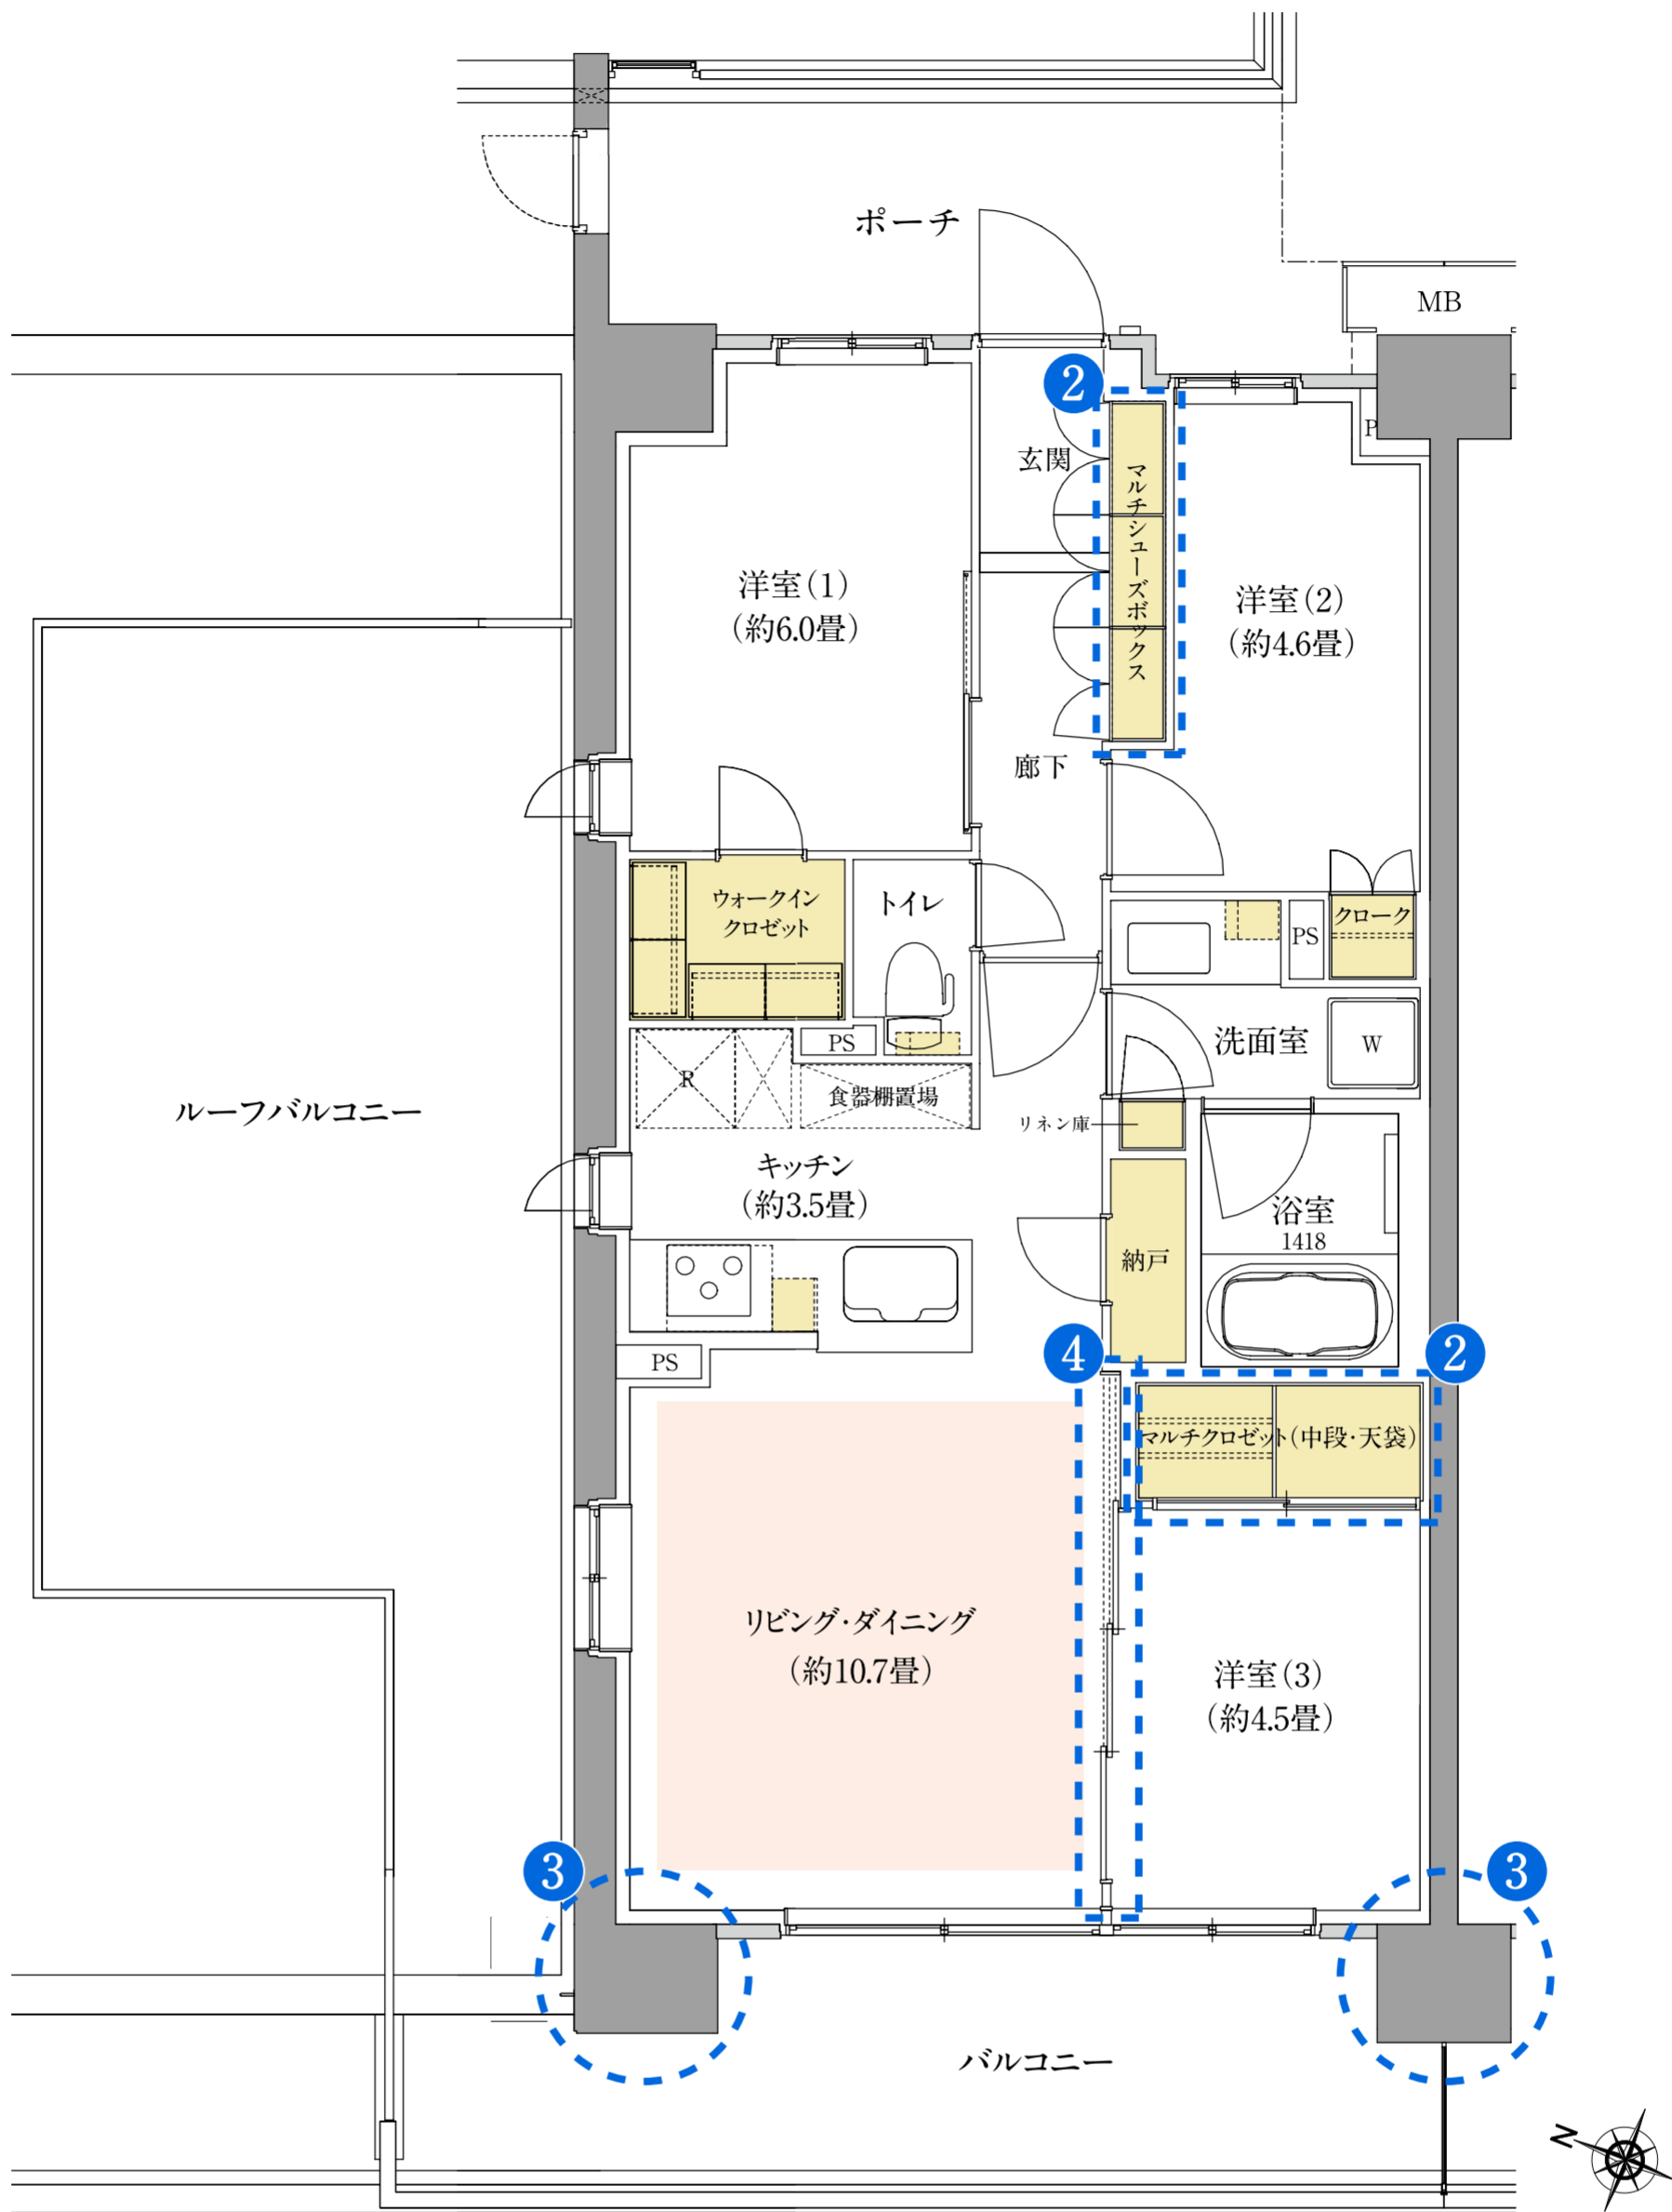 ポーチ
MB
2
玄関
マルチシューズボックス
P
洋室(1)
(約6.0畳)
洋室(2)
(約4.6畳)
廊下
ウォークイン
クロゼット
トイレ
PS
クローク
PS
洗面室
W
R
食器棚置場
リネン庫
ルーフバルコニー
キッチン
(約3.5畳)
浴室
1418
納戸
PS
4
2
マルチクロゼット(中段・天袋)
リビング・ダイニング
(約10.7畳)
洋室(3)
(約4.5畳)
3
3
バルコニー
N